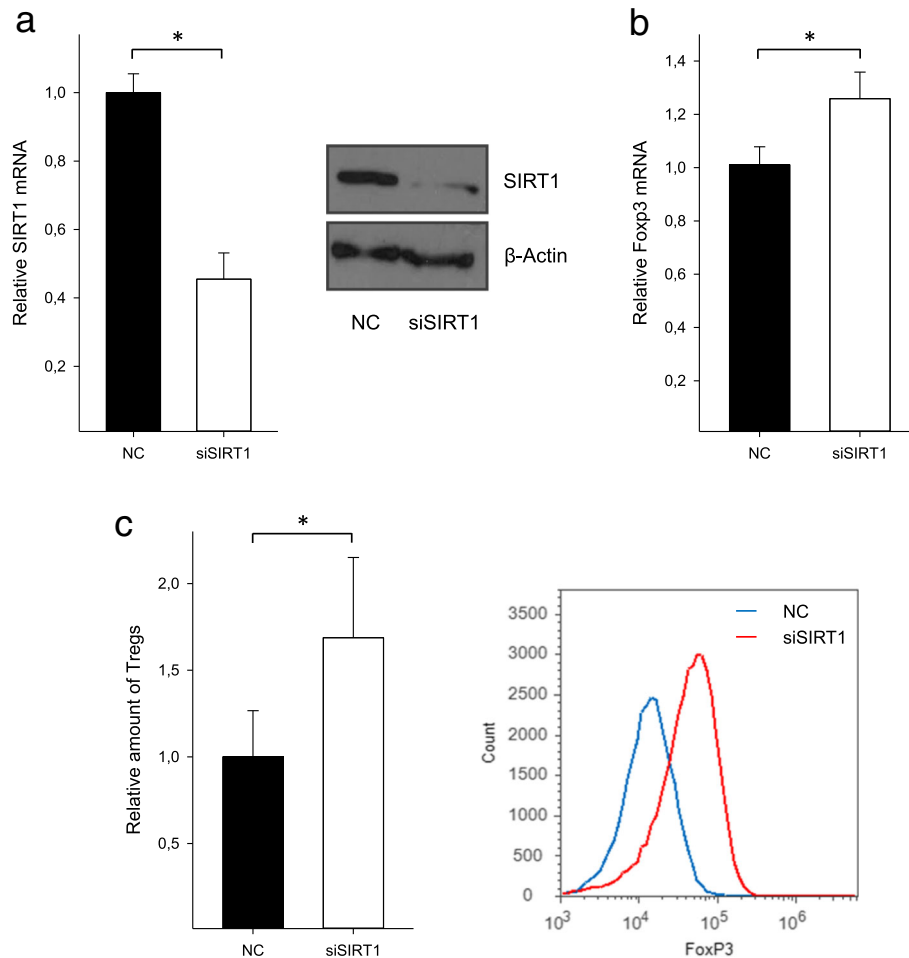 a
*
Relative SIRT1 mRNA
1,0
0,8
0,6
0,4
0,2
NC
siSIRT1
SIRT1
β-Actin
NC siSIRT1
b
*
Relative Foxp3 mRNA
1,4
1,2
1,0
0,8
0,6
0,4
0,2
NC
siSIRT1
c
*
Relative amount of Tregs
2,0
1,5
1,0
0,5
NC
siSIRT1
NC
siSIRT1
Count
3500
3000
2500
2000
1500
1000
500
0
10³
10⁴
10⁵
10⁶
FoxP3